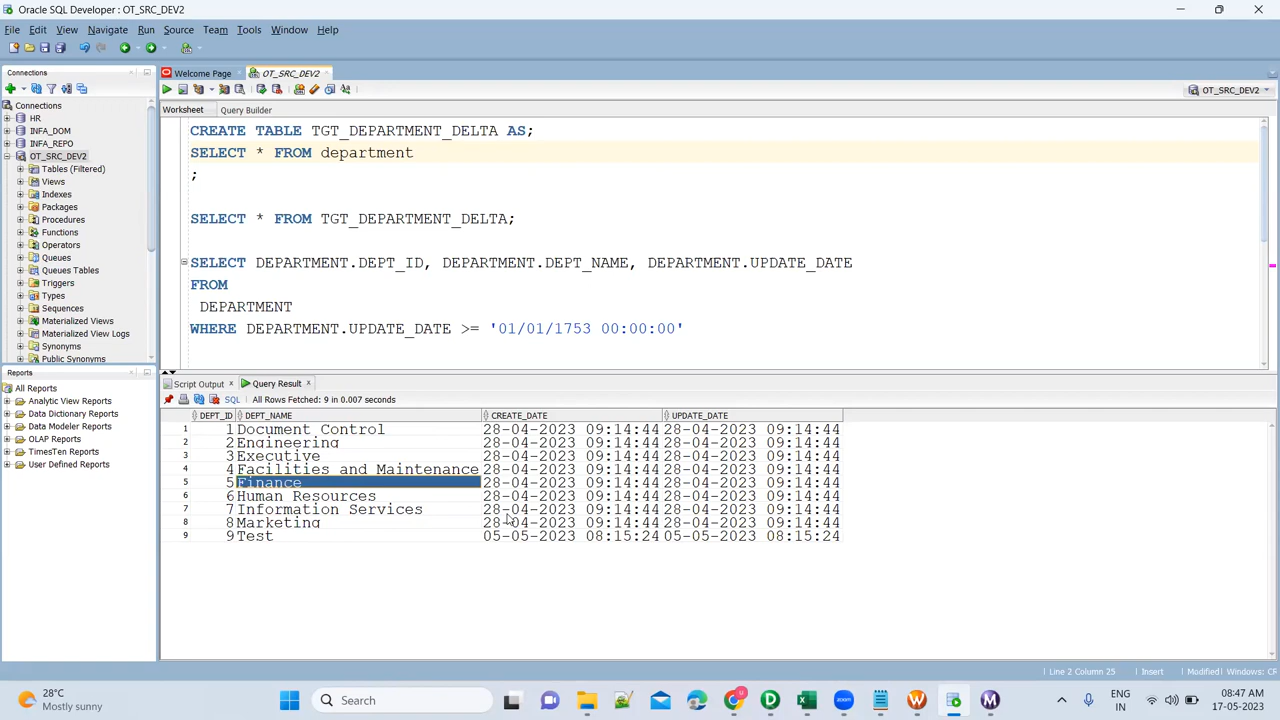 Oracle SQL Developer : OT_SRC_DEV2
File Edit View Navigate Run Source Team Tools Window Help
Connections
Welcome Page
OT_SRC_DEV2
OT_SRC_DEV2
Worksheet Query Builder
Connections
HR
INFA_DOM
INFA_REPO
OT_SRC_DEV2
Tables (Filtered)
Views
Indexes
Packages
Procedures
Functions
Operators
Queues
Queues Tables
Triggers
Types
Sequences
Materialized Views
Materialized View Logs
Synonyms
Public Synonyms
CREATE TABLE TGT_DEPARTMENT_DELTA AS;
SELECT * FROM department
;
SELECT * FROM TGT_DEPARTMENT_DELTA;
SELECT DEPARTMENT.DEPT_ID, DEPARTMENT.DEPT_NAME, DEPARTMENT.UPDATE_DATE
FROM
DEPARTMENT
WHERE DEPARTMENT.UPDATE_DATE >= '01/01/1753 00:00:00'
Reports
All Reports
Analytic View Reports
Data Dictionary Reports
Data Modeler Reports
OLAP Reports
TimesTen Reports
User Defined Reports
Script Output Query Result
SQL All Rows Fetched: 9 in 0.007 seconds
DEPT_ID DEPT_NAME CREATE_DATE UPDATE_DATE
1 1 Document Control 28-04-2023 09:14:44 28-04-2023 09:14:44
2 2 Engineering 28-04-2023 09:14:44 28-04-2023 09:14:44
3 3 Executive 28-04-2023 09:14:44 28-04-2023 09:14:44
4 4 Facilities and Maintenance 28-04-2023 09:14:44 28-04-2023 09:14:44
5 5 Finance 28-04-2023 09:14:44 28-04-2023 09:14:44
6 6 Human Resources 28-04-2023 09:14:44 28-04-2023 09:14:44
7 7 Information Services 28-04-2023 09:14:44 28-04-2023 09:14:44
8 8 Marketing 28-04-2023 09:14:44 28-04-2023 09:14:44
9 9 Test 05-05-2023 08:15:24 05-05-2023 08:15:24
Line 2 Column 25 Insert Modified Windows: CF
28°C
Mostly sunny
Search
ENG
IN
08:47 AM
17-05-2023